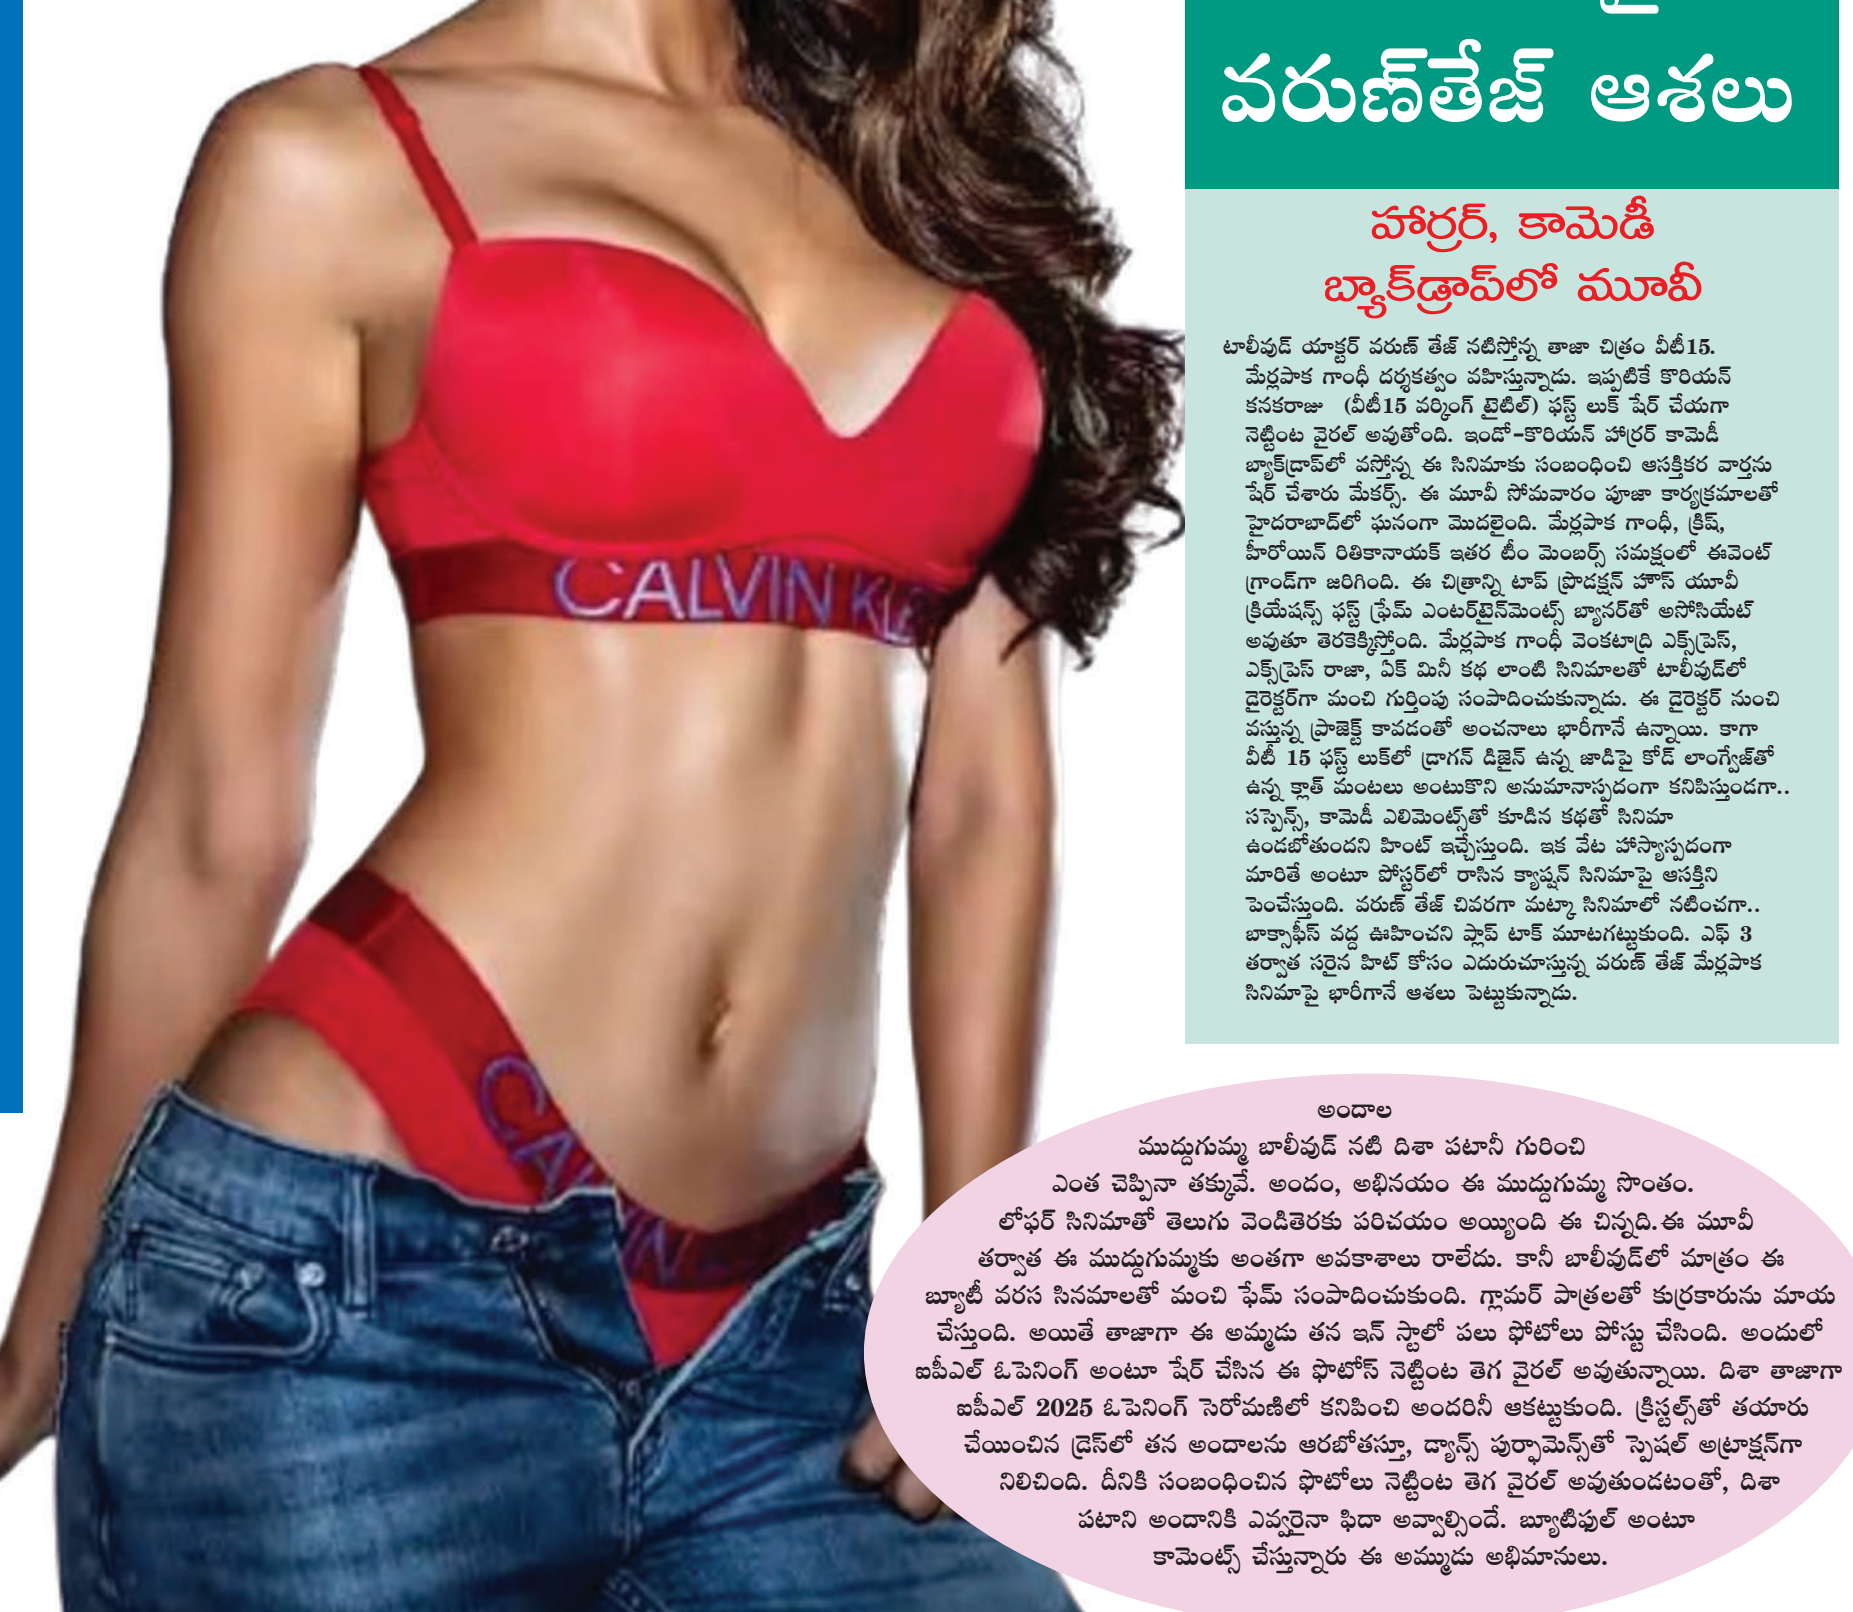 వరుణ్‌తేజ్ ఆశలు
హార్రర్, కామెడీ
బ్యాక్‌డ్రాప్‌లో మూవీ
టాలీవుడ్ యాక్టర్ వరుణ్ తేజ్ నటిస్తోన్న తాజా చిత్రం వీటీ15.
మేర్లపాక గాంధీ దర్శకత్వం వహిస్తున్నాడు. ఇప్పటికే కొరియన్
కనకరాజు (వీటీ15 వర్కింగ్ టైటిల్) ఫస్ట్ లుక్ షేర్ చేయగా
నెట్టింట వైరల్ అవుతోంది. ఇండో-కొరియన్ హార్రర్ కామెడీ
బ్యాక్‌డ్రాప్‌లో వస్తోన్న ఈ సినిమాకు సంబంధించి ఆసక్తికర వార్తను
షేర్ చేశారు మేకర్స్. ఈ మూవీ సోమవారం పూజా కార్యక్రమాలతో
హైదరాబాద్‌లో ఘనంగా మొదలైంది. మేర్లపాక గాంధీ, క్రిష్,
హీరోయిన్ రితికానాయక్ ఇతర టీం మెంబర్స్ సమక్షంలో ఈవెంట్
గ్రాండ్‌గా జరిగింది. ఈ చిత్రాన్ని టాప్ ప్రొడక్షన్ హౌస్ యూవీ
క్రియేషన్స్ ఫస్ట్ ఫ్రేమ్ ఎంటర్‌టైన్‌మెంట్స్ బ్యానర్‌తో అసోసియేట్
అవుతూ తెరకెక్కిస్తోంది. మేర్లపాక గాంధీ వెంకటాద్రి ఎక్స్‌ప్రెస్,
ఎక్స్‌ప్రెస్ రాజా, ఏక్ మినీ కథ లాంటి సినిమాలతో టాలీవుడ్‌లో
డైరెక్టర్‌గా మంచి గుర్తింపు సంపాదించుకున్నాడు. ఈ డైరెక్టర్ నుంచి
వస్తున్న ప్రాజెక్ట్ కావడంతో అంచనాలు భారీగానే ఉన్నాయి. కాగా
వీటీ 15 ఫస్ట్ లుక్‌లో డ్రాగన్ డిజైన్ ఉన్న జాడిపై కోడ్ లాంగ్వేజ్‌తో
ఉన్న క్లాత్ మంటలు అంటుకొని అనుమానాస్పదంగా కనిపిస్తుండగా..
సస్పెన్స్, కామెడీ ఎలిమెంట్స్‌తో కూడిన కథతో సినిమా
ఉండబోతుందని హింట్ ఇచ్చేస్తుంది. ఇక వేట హాస్యాస్పదంగా
మారితే అంటూ పోస్టర్‌లో రాసిన క్యాప్షన్ సినిమాపై ఆసక్తిని
పెంచేస్తుంది. వరుణ్ తేజ్ చివరగా మట్కా సినిమాలో నటించగా..
బాక్సాఫీస్ వద్ద ఊహించని ఫ్లాప్ టాక్ మూటగట్టుకుంది. ఎఫ్ 3
తర్వాత సరైన హిట్ కోసం ఎదురుచూస్తున్న వరుణ్ తేజ్ మేర్లపాక
సినిమాపై భారీగానే ఆశలు పెట్టుకున్నాడు.
CALVIN KLE
CALVIN
అందాల
ముద్దుగుమ్మ బాలీవుడ్ నటి దిశా పటానీ గురించి
ఎంత చెప్పినా తక్కువే. అందం, అభినయం ఈ ముద్దుగుమ్మ సొంతం.
లోఫర్ సినిమాతో తెలుగు వెండితెరకు పరిచయం అయ్యింది ఈ చిన్నది.ఈ మూవీ
తర్వాత ఈ ముద్దుగుమ్మకు అంతగా అవకాశాలు రాలేదు. కానీ బాలీవుడ్‌లో మాత్రం ఈ
బ్యూటీ వరస సినమాలతో మంచి ఫేమ్ సంపాదించుకుంది. గ్లామర్ పాత్రలతో కుర్రకారును మాయ
చేస్తుంది. అయితే తాజాగా ఈ అమ్మడు తన ఇన్ స్టాలో పలు ఫోటోలు పోస్టు చేసింది. అందులో
ఐపీఎల్ ఓపెనింగ్ అంటూ షేర్ చేసిన ఈ ఫొటోస్ నెట్టింట తెగ వైరల్ అవుతున్నాయి. దిశా తాజాగా
ఐపీఎల్ 2025 ఓపెనింగ్ సెరోమణిలో కనిపించి అందరినీ ఆకట్టుకుంది. క్రిస్టల్స్‌తో తయారు
చేయించిన డ్రెస్‌లో తన అందాలను ఆరబోతస్తూ, డ్యాన్స్ పుర్ఫామెన్స్‌తో స్పెషల్ అట్రాక్షన్‌గా
నిలిచింది. దీనికి సంబంధించిన ఫొటోలు నెట్టింట తెగ వైరల్ అవుతుండటంతో, దిశా
పటాని అందానికి ఎవ్వరైనా ఫిదా అవ్వాల్సిందే. బ్యూటిఫుల్ అంటూ
కామెంట్స్ చేస్తున్నారు ఈ అమ్ముడు అభిమానులు.